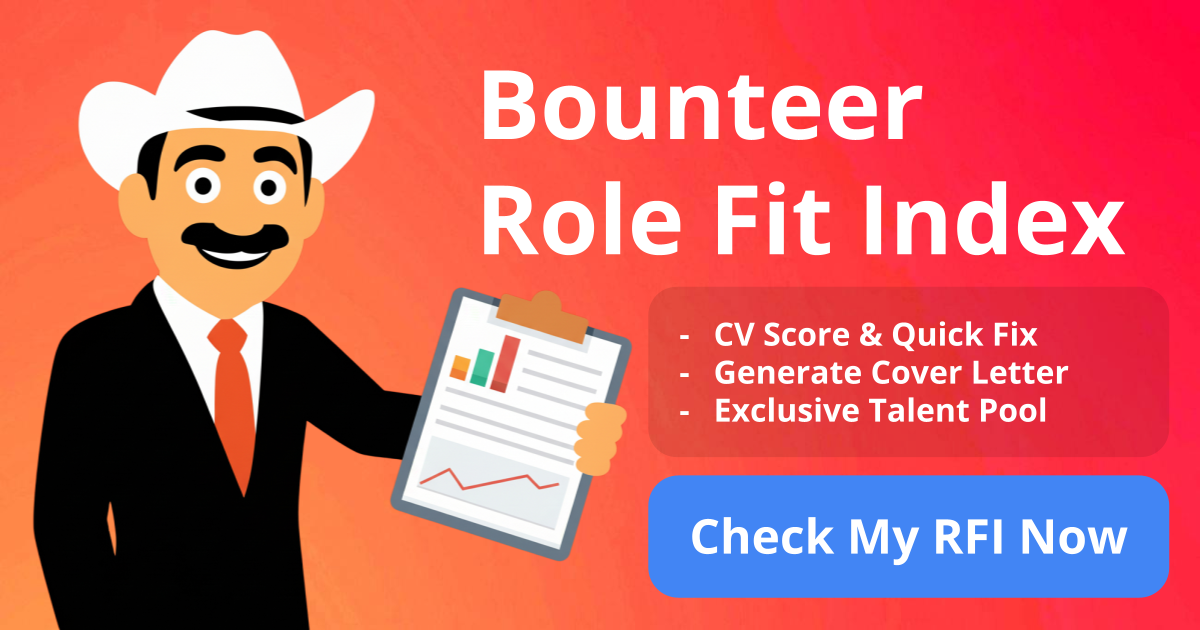 Bounteer
Role Fit Index
- CV Score & Quick Fix
- Generate Cover Letter
- Exclusive Talent Pool
Check My RFI Now